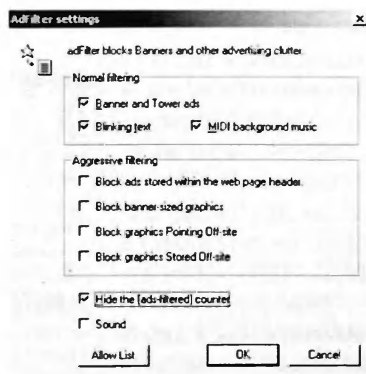 AdFilter settings
x
adFilter blocks Banners and other advertising clutter.
Normal filtering
Banner and Tower ads
Blinking text
MIDI background music
Aggressive filtering
Block ads stored within the web page header.
Block banner-sized graphics
Block graphics Pointing Off-site
Block graphics Stored Off-site
Hide the [ads-filtered] counter
Sound
Allow List
OK
Cancel